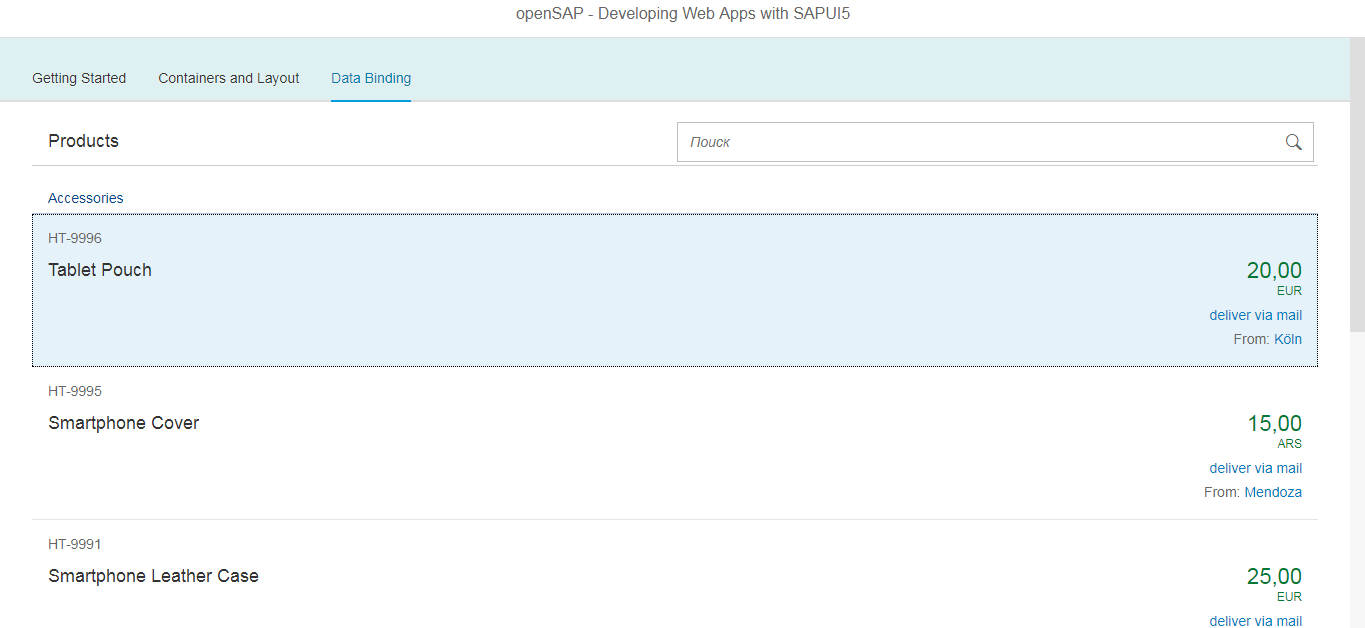 openSAP - Developing Web Apps with SAPUI5
Getting Started Containers and Layout Data Binding
Products Поиск
Accessories
HT-9996
Tablet Pouch 20,00
EUR
deliver via mail
From: Köln
HT-9995
Smartphone Cover 15,00
ARS
deliver via mail
From: Mendoza
HT-9991
Smartphone Leather Case 25,00
EUR
deliver via mail